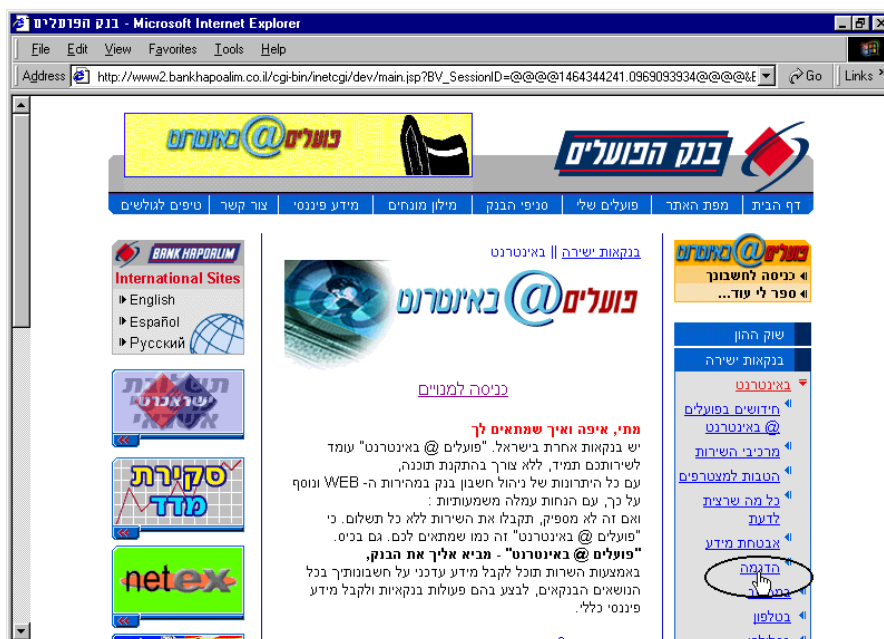 בנק הפועלים - Microsoft Internet Explorer
File Edit View Favorites Tools Help
Address http://www2.bankhapoalim.co.il/cgi-bin/inetcgi/dev/main.jsp?BV_SessionID=@@@@1464344241.0969093934@@@@&E Go Links
בנק הפועלים
פועלים@באינטרנט
דף הבית | מפת האתר | פועלים שלי | סניפי הבנק | מילון מונחים | מידע פיננסי | צור קשר | טיפים לגולשים
פועלים@באינטרנט
כניסה לחשבונך
ספר לי עוד...
שוק ההון
בנקאות ישירה
באינטרנט
חידושים בפועלים
@ באינטרנט
מרכיבי השירות
הטבות למצטרפים
כל מה שרצית
לדעת
אבטחת מידע
הדגמה
בטלפון
בנקאות ישירה || באינטרנט
פועלים@באינטרנט
כניסה למנויים
מתי, איפה ואיך שמתאים לך
יש בנקאות אחרת בישראל. "פועלים @ באינטרנט" עומד
לשירותכם תמיד, ללא צורך בהתקנת תוכנה,
עם כל היתרונות של ניהול חשבון בנק במהירות ה- WEB ונוסף
על כך, עם הנחות עמלה משמעותיות :
ואם זה לא מספיק, תקבלו את השירות ללא כל תשלום. כי
"פועלים @ באינטרנט" זה כמו שמתאים לכם. גם בכיס.
"פועלים @ באינטרנט" - מביא אליך את הבנק,
באמצעות השרות תוכל לקבל מידע עדכני על חשבונותיך בכל
הנושאים הבנקאים, לבצע בהם פעולות בנקאיות ולקבל מידע
פיננסי כללי.
BANK HAPOALIM
International Sites
English
Español
Русский
תשלובת
ישראכרט
אשראי
סקירת
מדד
netex